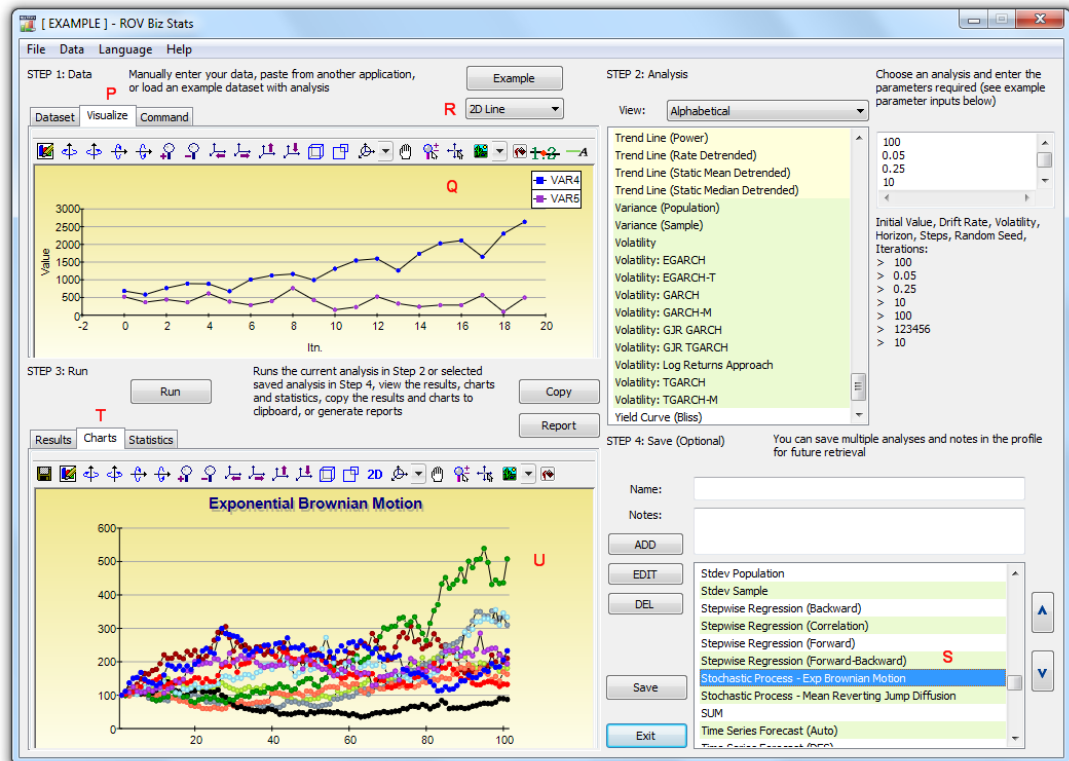 [ EXAMPLE ] - ROV Biz Stats
File Data Language Help
STEP 1: Data
Manually enter your data, paste from another application,
or load an example dataset with analysis
Example
P
R
2D Line
Dataset Visualize Command
1•2 A
Q
VAR4
VAR5
3000
2500
2000
1500
1000
500
0
Value
-2 0 2 4 6 8 10 12 14 16 18 20
Itn.
STEP 2: Analysis
View: Alphabetical
Trend Line (Power)
Trend Line (Rate Detrended)
Trend Line (Static Mean Detrended)
Trend Line (Static Median Detrended)
Variance (Population)
Variance (Sample)
Volatility
Volatility: EGARCH
Volatility: EGARCH-T
Volatility: GARCH
Volatility: GARCH-M
Volatility: GJR GARCH
Volatility: GJR TGARCH
Volatility: Log Returns Approach
Volatility: TGARCH
Volatility: TGARCH-M
Yield Curve (Bliss)
Choose an analysis and enter the
parameters required (see example
parameter inputs below)
100
0.05
0.25
10
Initial Value, Drift Rate, Volatility,
Horizon, Steps, Random Seed,
Iterations:
> 100
> 0.05
> 0.25
> 10
> 100
> 123456
> 10
STEP 3: Run
Run
Runs the current analysis in Step 2 or selected
saved analysis in Step 4, view the results, charts
and statistics, copy the results and charts to
clipboard, or generate reports
Copy
Report
T
Results Charts Statistics
2D
Exponential Brownian Motion
U
600
500
400
300
200
100
0
20 40 60 80 100
STEP 4: Save (Optional)
You can save multiple analyses and notes in the profile
for future retrieval
Name:
Notes:
ADD
EDIT
DEL
Save
Exit
Stdev Population
Stdev Sample
Stepwise Regression (Backward)
Stepwise Regression (Correlation)
Stepwise Regression (Forward)
Stepwise Regression (Forward-Backward)
S
Stochastic Process - Exp Brownian Motion
Stochastic Process - Mean Reverting Jump Diffusion
SUM
Time Series Forecast (Auto)
Time Series Forecast (DES)